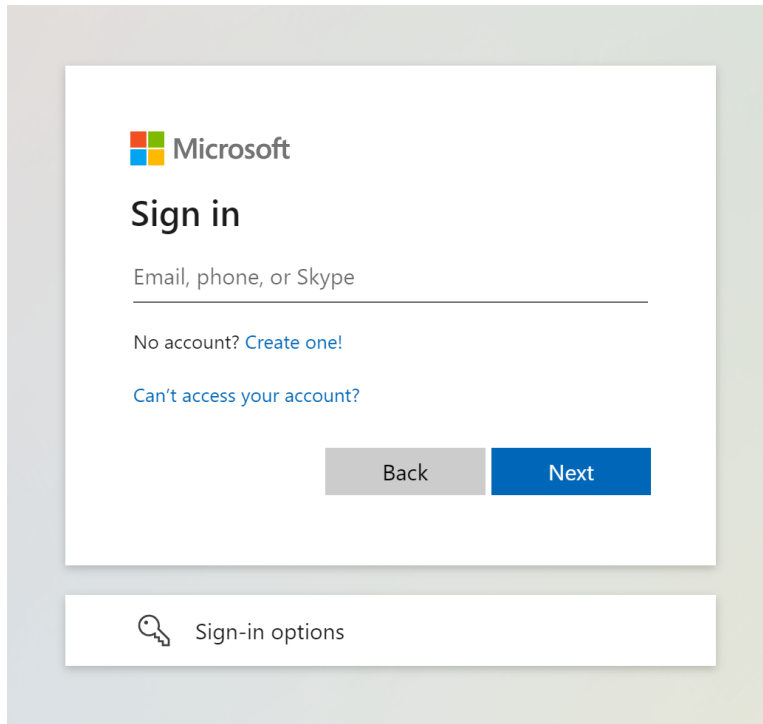 Microsoft
Sign in
Email, phone, or Skype
No account? Create one!
Can't access your account?
Back Next
Sign-in options